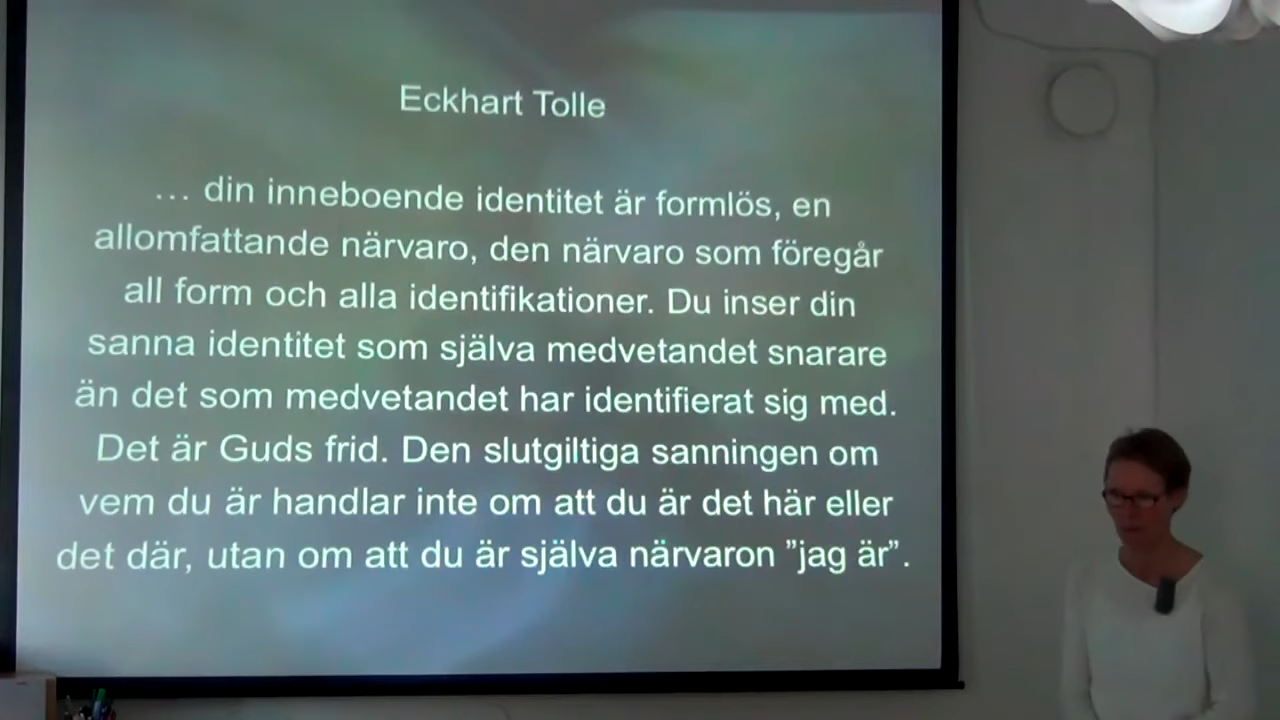 Eckhart Tolle
… din inneboende identitet är formlös, en
allomfattande närvaro, den närvaro som föregår
all form och alla identifikationer. Du inser din
sanna identitet som själva medvetandet snarare
än det som medvetandet har identifierat sig med.
Det är Guds frid. Den slutgiltiga sanningen om
vem du är handlar inte om att du är det här eller
det där, utan om att du är själva närvaron ”jag är”.